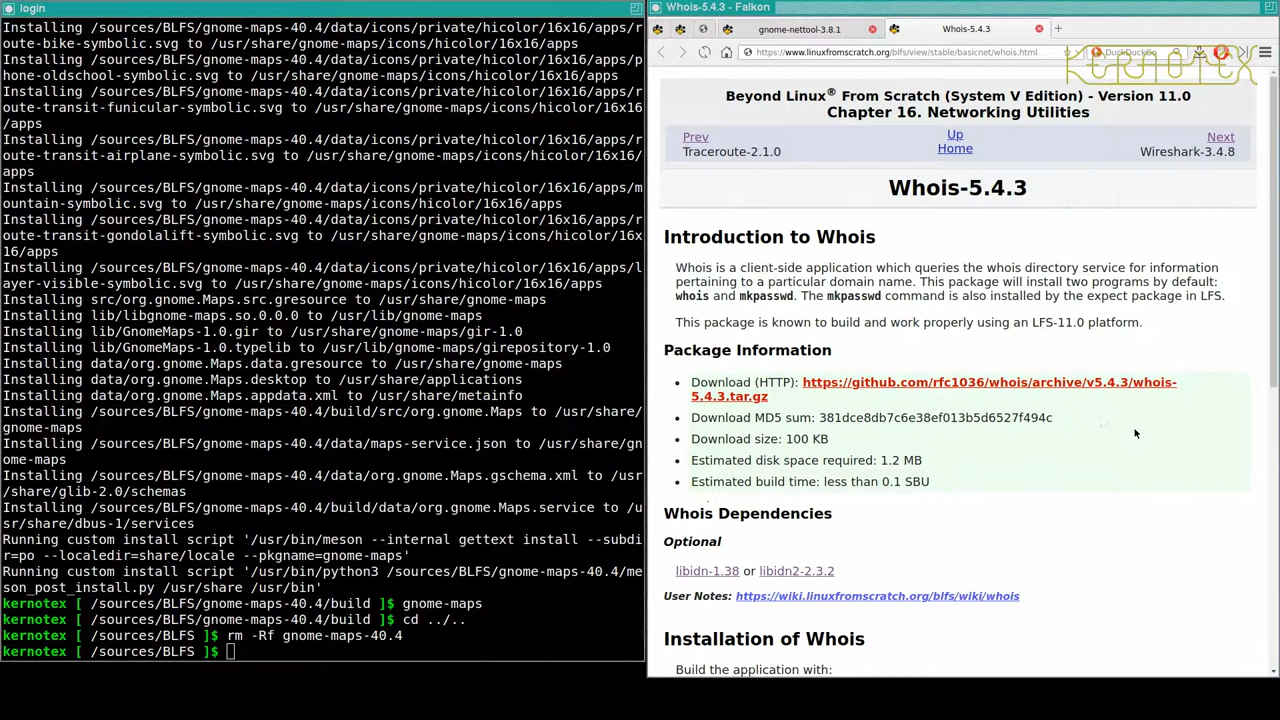 login
Installing /sources/BLFS/gnome-maps-40.4/data/icons/private/hicolor/16x16/apps/r
oute-bike-symbolic.svg to /usr/share/gnome-maps/icons/hicolor/16x16/apps
Installing /sources/BLFS/gnome-maps-40.4/data/icons/private/hicolor/16x16/apps/p
hone-oldschool-symbolic.svg to /usr/share/gnome-maps/icons/hicolor/16x16/apps
Installing /sources/BLFS/gnome-maps-40.4/data/icons/private/hicolor/16x16/apps/r
oute-transit-funicular-symbolic.svg to /usr/share/gnome-maps/icons/hicolor/16x16
/apps
Installing /sources/BLFS/gnome-maps-40.4/data/icons/private/hicolor/16x16/apps/r
oute-transit-airplane-symbolic.svg to /usr/share/gnome-maps/icons/hicolor/16x16/
apps
Installing /sources/BLFS/gnome-maps-40.4/data/icons/private/hicolor/16x16/apps/m
ountain-symbolic.svg to /usr/share/gnome-maps/icons/hicolor/16x16/apps
Installing /sources/BLFS/gnome-maps-40.4/data/icons/private/hicolor/16x16/apps/r
oute-transit-gondolalift-symbolic.svg to /usr/share/gnome-maps/icons/hicolor/16x
16/apps
Installing /sources/BLFS/gnome-maps-40.4/data/icons/private/hicolor/16x16/apps/l
ayer-visible-symbolic.svg to /usr/share/gnome-maps/icons/hicolor/16x16/apps
Installing src/org.gnome.Maps.src.gresource to /usr/share/gnome-maps
Installing lib/libgnome-maps.so.0.0.0 to /usr/lib/gnome-maps
Installing lib/GnomeMaps-1.0.gir to /usr/share/gnome-maps/gir-1.0
Installing lib/GnomeMaps-1.0.typelib to /usr/lib/gnome-maps/girepository-1.0
Installing data/org.gnome.Maps.data.gresource to /usr/share/gnome-maps
Installing data/org.gnome.Maps.desktop to /usr/share/applications
Installing data/org.gnome.Maps.appdata.xml to /usr/share/metainfo
Installing /sources/BLFS/gnome-maps-40.4/build/src/org.gnome.Maps to /usr/share/
gnome-maps
Installing /sources/BLFS/gnome-maps-40.4/data/maps-service.json to /usr/share/gn
ome-maps
Installing /sources/BLFS/gnome-maps-40.4/data/org.gnome.Maps.gschema.xml to /usr
/share/glib-2.0/schemas
Installing /sources/BLFS/gnome-maps-40.4/build/data/org.gnome.Maps.service to /u
sr/share/dbus-1/services
Running custom install script '/usr/bin/meson --internal gettext install --subdi
r=po --localedir=share/locale --pkgname=gnome-maps'
Running custom install script '/usr/bin/python3 /sources/BLFS/gnome-maps-40.4/me
son_post_install.py /usr/share /usr/bin'
kernotex [ /sources/BLFS/gnome-maps-40.4/build ]$ gnome-maps
kernotex [ /sources/BLFS/gnome-maps-40.4/build ]$ cd ../..
kernotex [ /sources/BLFS ]$ rm -Rf gnome-maps-40.4
kernotex [ /sources/BLFS ]$
Whois-5.4.3 - Falkon
gnome-nettool-3.8.1
Whois-5.4.3
https://www.linuxfromscratch.org/blfs/view/stable/basicnet/whois.html
DuckDuckGo
KERNOTEX
Beyond Linux® From Scratch (System V Edition) - Version 11.0
Chapter 16. Networking Utilities
Prev Up Next
Traceroute-2.1.0 Home Wireshark-3.4.8
Whois-5.4.3
Introduction to Whois
Whois is a client-side application which queries the whois directory service for information
pertaining to a particular domain name. This package will install two programs by default:
whois and mkpasswd. The mkpasswd command is also installed by the expect package in LFS.
This package is known to build and work properly using an LFS-11.0 platform.
Package Information
• Download (HTTP): https://github.com/rfc1036/whois/archive/v5.4.3/whois-
5.4.3.tar.gz
• Download MD5 sum: 381dce8db7c6e38ef013b5d6527f494c
• Download size: 100 KB
• Estimated disk space required: 1.2 MB
• Estimated build time: less than 0.1 SBU
Whois Dependencies
Optional
libidn-1.38 or libidn2-2.3.2
User Notes: https://wiki.linuxfromscratch.org/blfs/wiki/whois
Installation of Whois
Build the application with: